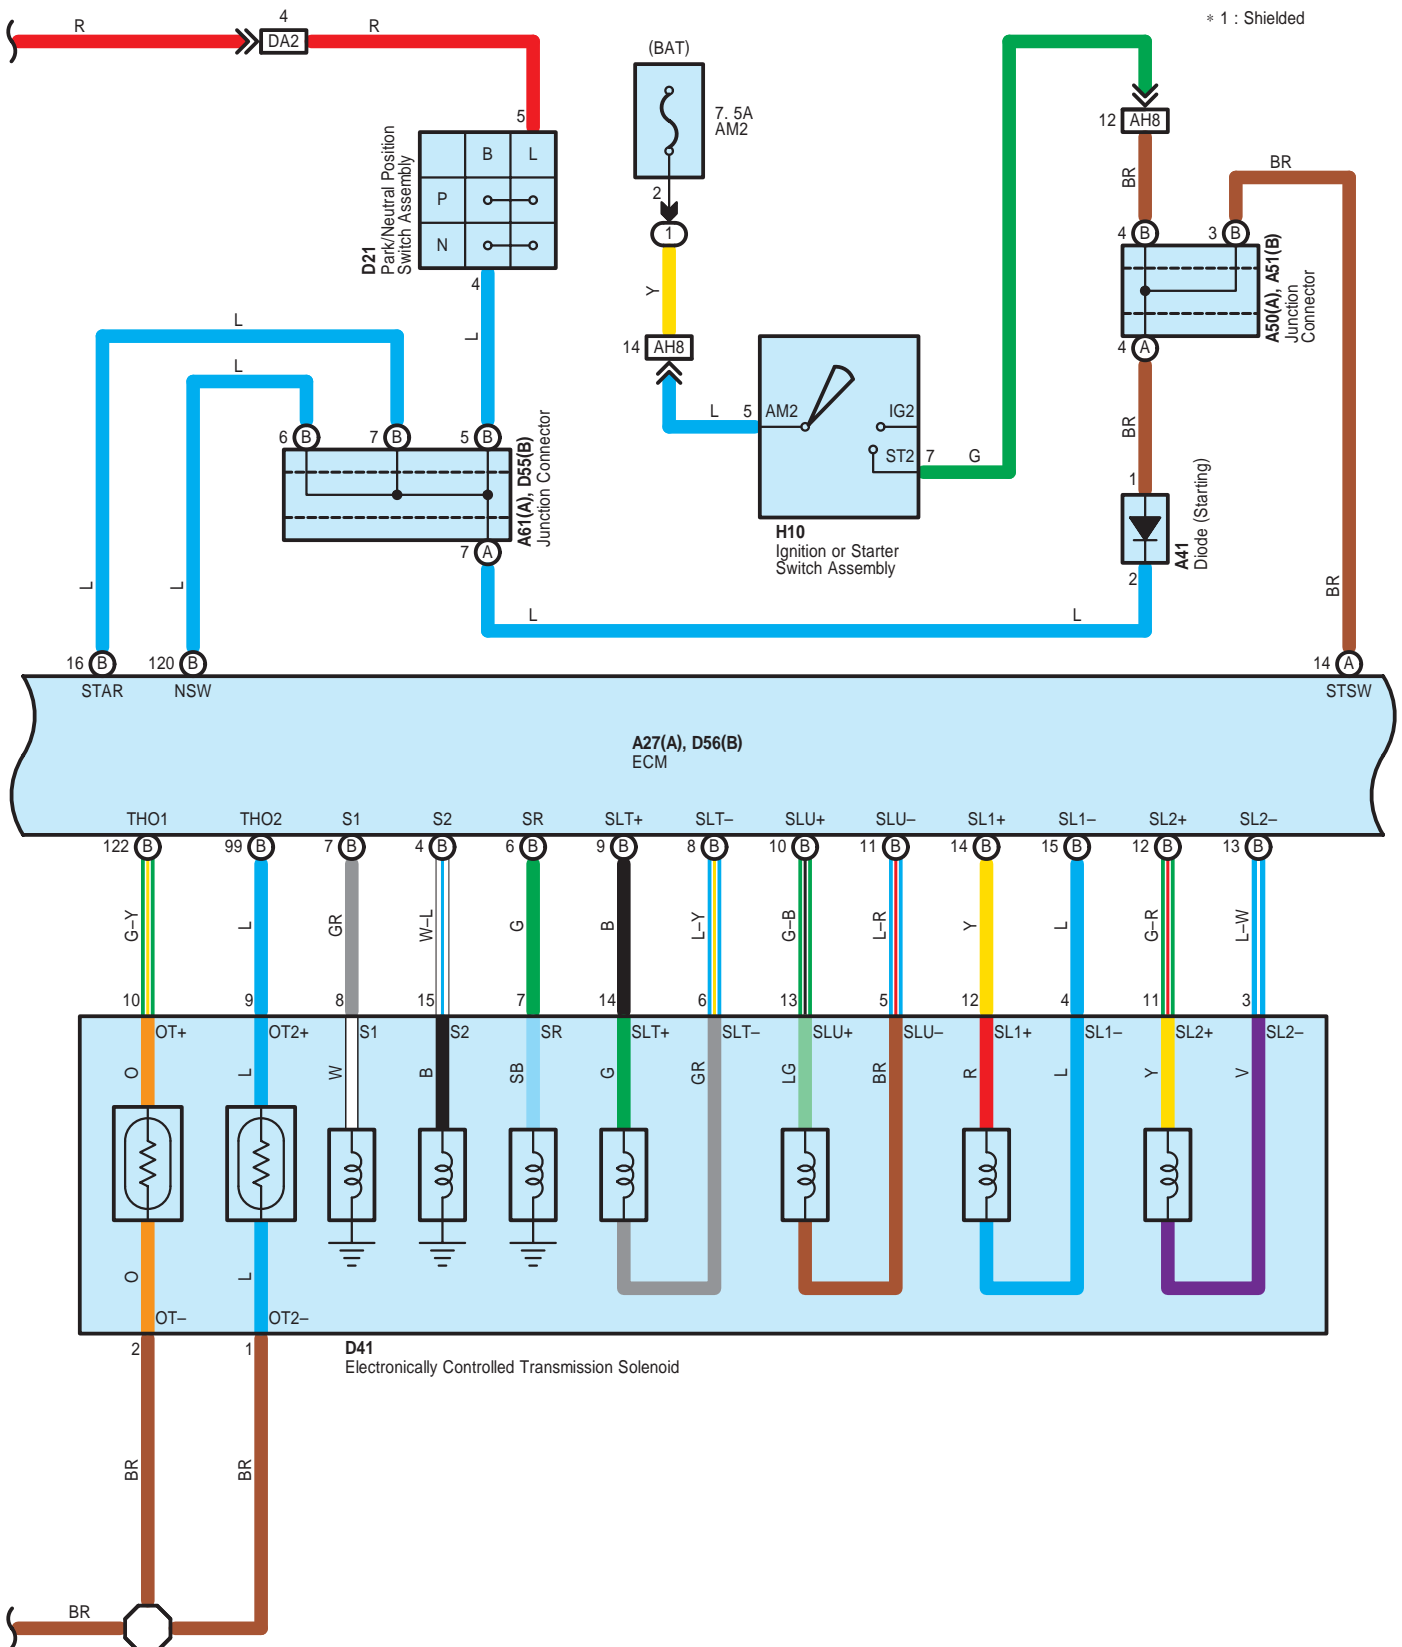 * 1 : Shielded
R
4
DA2
R
5
B L
P
N
D21
Park/Neutral Position
Switch Assembly
4
L
(BAT)
7. 5A
AM2
2
1
Y
14 AH8
L 5 AM2
IG2
ST2 7 G
H10
Ignition or Starter
Switch Assembly
12 AH8
BR
BR
4 B
3 B
A50(A), A51(B)
Junction
Connector
4 A
BR
1
A41
Diode (Starting)
2
BR
L
L
6 B
7 B
5 B
A61(A), D55(B)
Junction Connector
7 A
L
L
L
L
16 B
120 B
14 A
STAR
NSW
STSW
A27(A), D56(B)
ECM
THO1 THO2 S1 S2 SR SLT+ SLT– SLU+ SLU– SL1+ SL1– SL2+ SL2–
122 B 99 B 7 B 4 B 6 B 9 B 8 B 10 B 11 B 14 B 15 B 12 B 13 B
G–Y L GR W–L G B L–Y G–B L–R Y L G–R L–W
10 9 8 15 7 14 6 13 5 12 4 11 3
OT+ OT2+ S1 S2 SR SLT+ SLT– SLU+ SLU– SL1+ SL1– SL2+ SL2–
O L W B SB G GR LG BR R L Y V
O L
OT– OT2–
2 1
D41
Electronically Controlled Transmission Solenoid
BR BR
BR